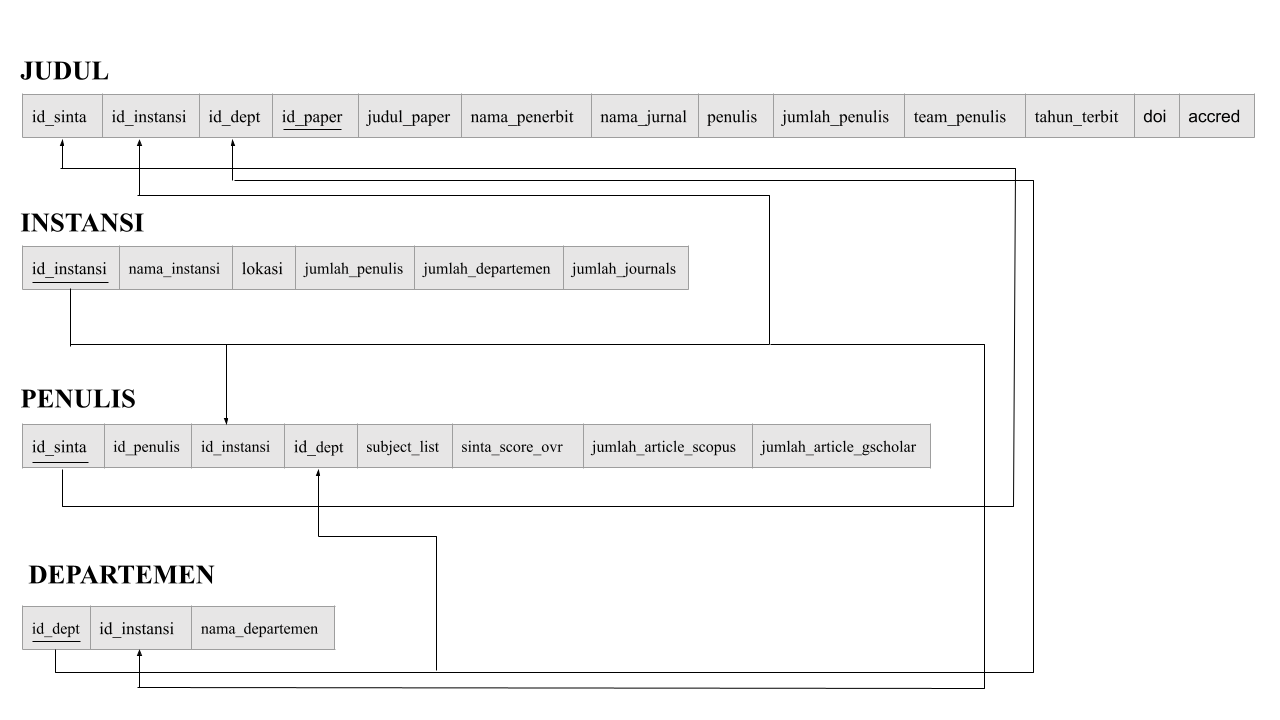 JUDUL
id_sinta id_instansi id_dept id_paper judul_paper nama_penerbit nama_jurnal penulis jumlah_penulis team_penulis tahun_terbit doi accred
INSTANSI
id_instansi nama_instansi lokasi jumlah_penulis jumlah_departemen jumlah_journals
PENULIS
id_sinta id_penulis id_instansi id_dept subject_list sinta_score_ovr jumlah_article_scopus jumlah_article_gscholar
DEPARTEMEN
id_dept id_instansi nama_departemen